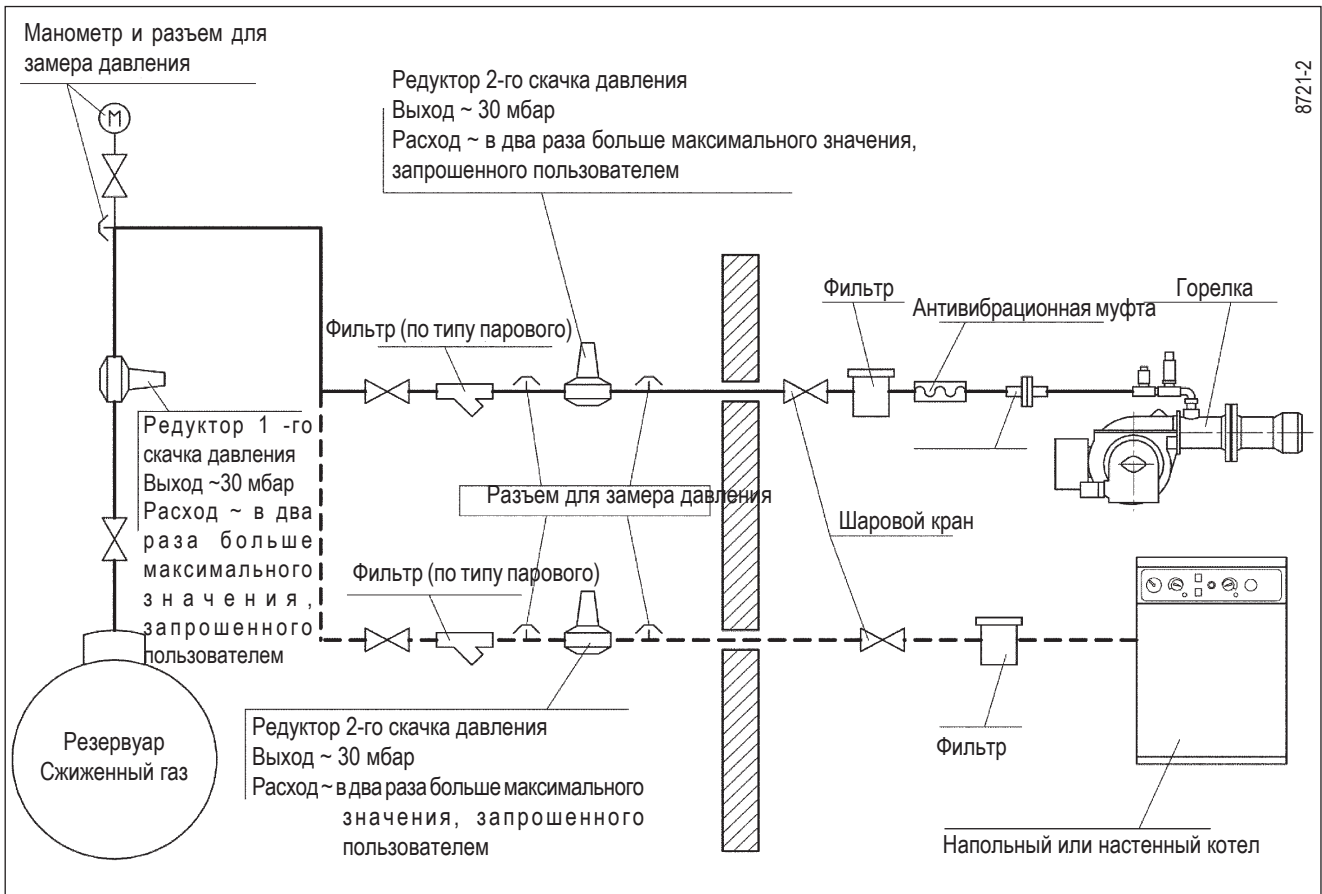 Манометр и разъем для
замера давления
M
Редуктор 2-го скачка давления
Выход ~ 30 мбар
Расход ~ в два раза больше максимального значения,
запрошенного пользователем
8721-2
Фильтр (по типу парового)
Фильтр
Антивибрационная муфта
Горелка
Редуктор 1 -го
скачка давления
Выход ~30 мбар
Расход ~ в два
раза больше
максимального
значения,
запрошенного
пользователем
Разъем для замера давления
Шаровой кран
Фильтр (по типу парового)
Резервуар
Сжиженный газ
Редуктор 2-го скачка давления
Выход ~ 30 мбар
Расход ~ в два раза больше максимального
значения, запрошенного
пользователем
Фильтр
Напольный или настенный котел